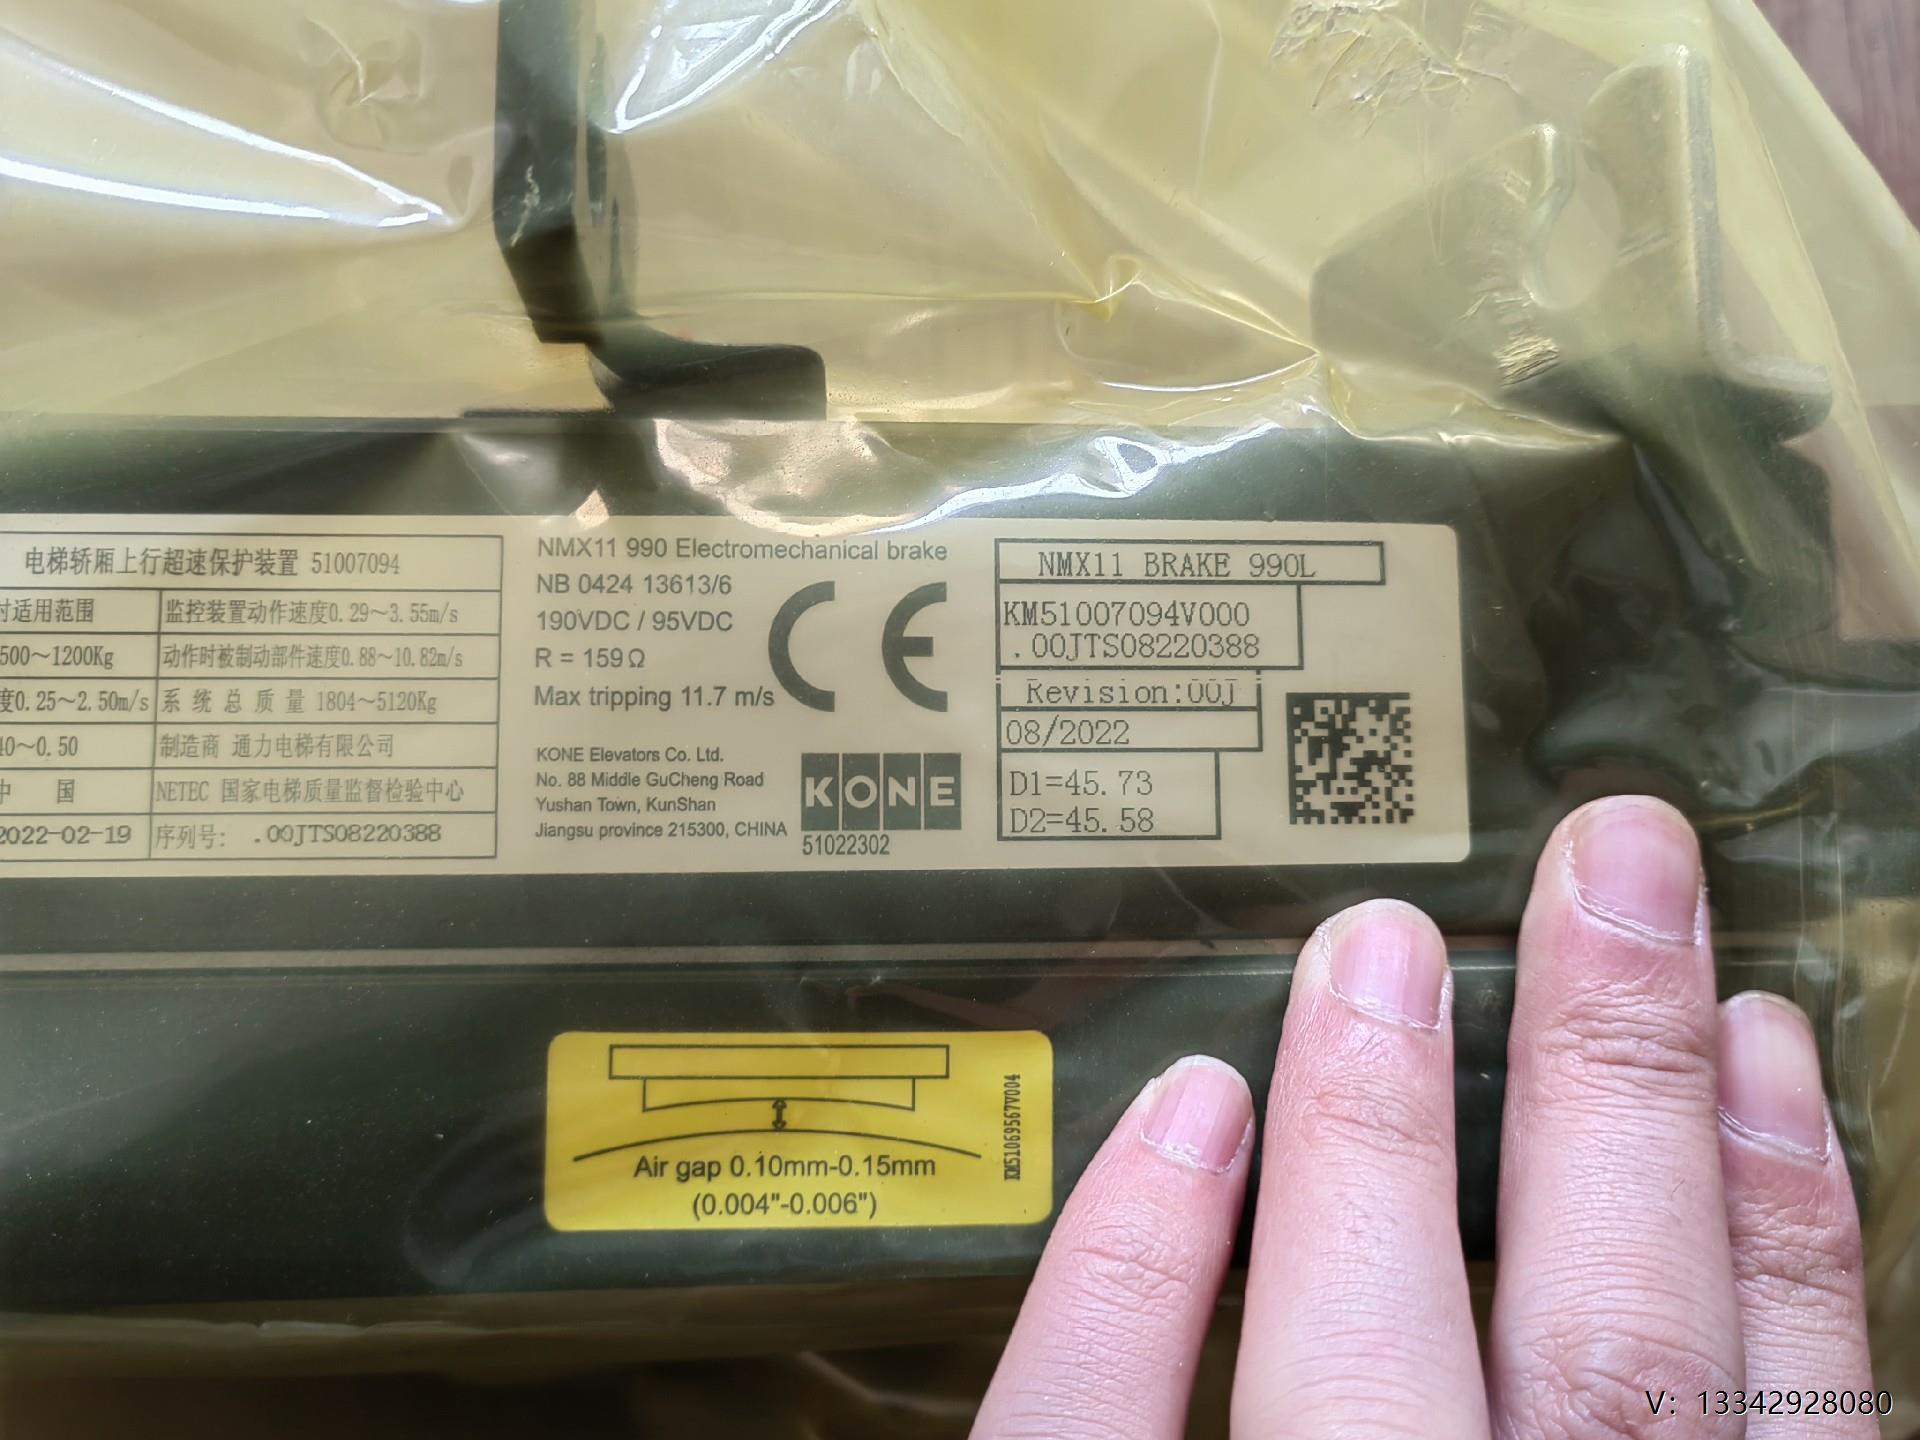 电梯轿厢上行超速保护装置 51007094
时适用范围
监控装置动作速度0.29～3.55m/s
500～1200Kg
动作时被制动部件速度0.88～10.82m/s
度0.25～2.50m/s
系 统 总 质 量 1804～5120Kg
40～0.50
制造商 通力电梯有限公司
中 国
NETEC 国家电梯质量监督检验中心
2022-02-19
序列号: .00JTS08220388
NMX11 990 Electromechanical brake
NB 0424 13613/6
190VDC / 95VDC
R = 159Ω
Max tripping 11.7 m/s
CE
KONE Elevators Co. Ltd.
No. 88 Middle GuCheng Road
Yushan Town, KunShan
Jiangsu province 215300, CHINA
KONE
51022302
NMX11 BRAKE 990L
KM51007094V000
.00JTS08220388
Revision:00J
08/2022
D1=45.73
D2=45.58
Air gap 0.10mm-0.15mm
(0.004"-0.006")
KM51069567V004
V: 13342928080